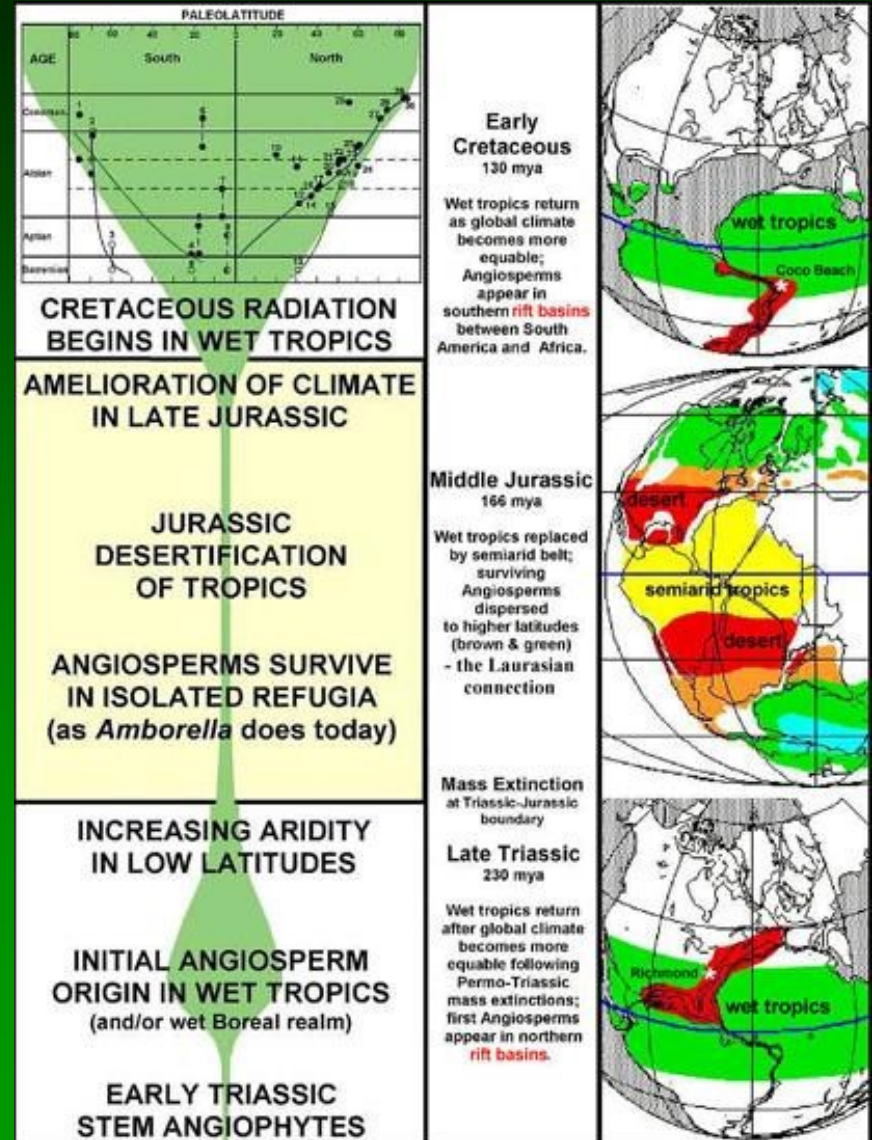 PALEOLATITUDE
AGE
South
North
Albian
Aptian
Barremian
CRETACEOUS RADIATION
BEGINS IN WET TROPICS
AMELIORATION OF CLIMATE
IN LATE JURASSIC
JURASSIC
DESERTIFICATION
OF TROPICS
ANGIOSPERMS SURVIVE
IN ISOLATED REFUGIA
(as Amborella does today)
INCREASING ARIDITY
IN LOW LATITUDES
INITIAL ANGIOSPERM
ORIGIN IN WET TROPICS
(and/or wet Boreal realm)
EARLY TRIASSIC
STEM ANGIOPHYTES
Early
Cretaceous
130 mya
Wet tropics return
as global climate
becomes more
equable;
Angiosperms
appear in
southern rift basins
between South
America and Africa.
Middle Jurassic
166 mya
Wet tropics replaced
by semiarid belt;
surviving
Angiosperms
dispersed
to higher latitudes
(brown & green)
- the Laurasian
connection
Mass Extinction
at Triassic-Jurassic
boundary
Late Triassic
230 mya
Wet tropics return
after global climate
becomes more
equable following
Permo-Triassic
mass extinctions;
first Angiosperms
appear in northern
rift basins.
wet tropics
Coco Beach
desert
semiarid tropics
desert
Richmond
wet tropics